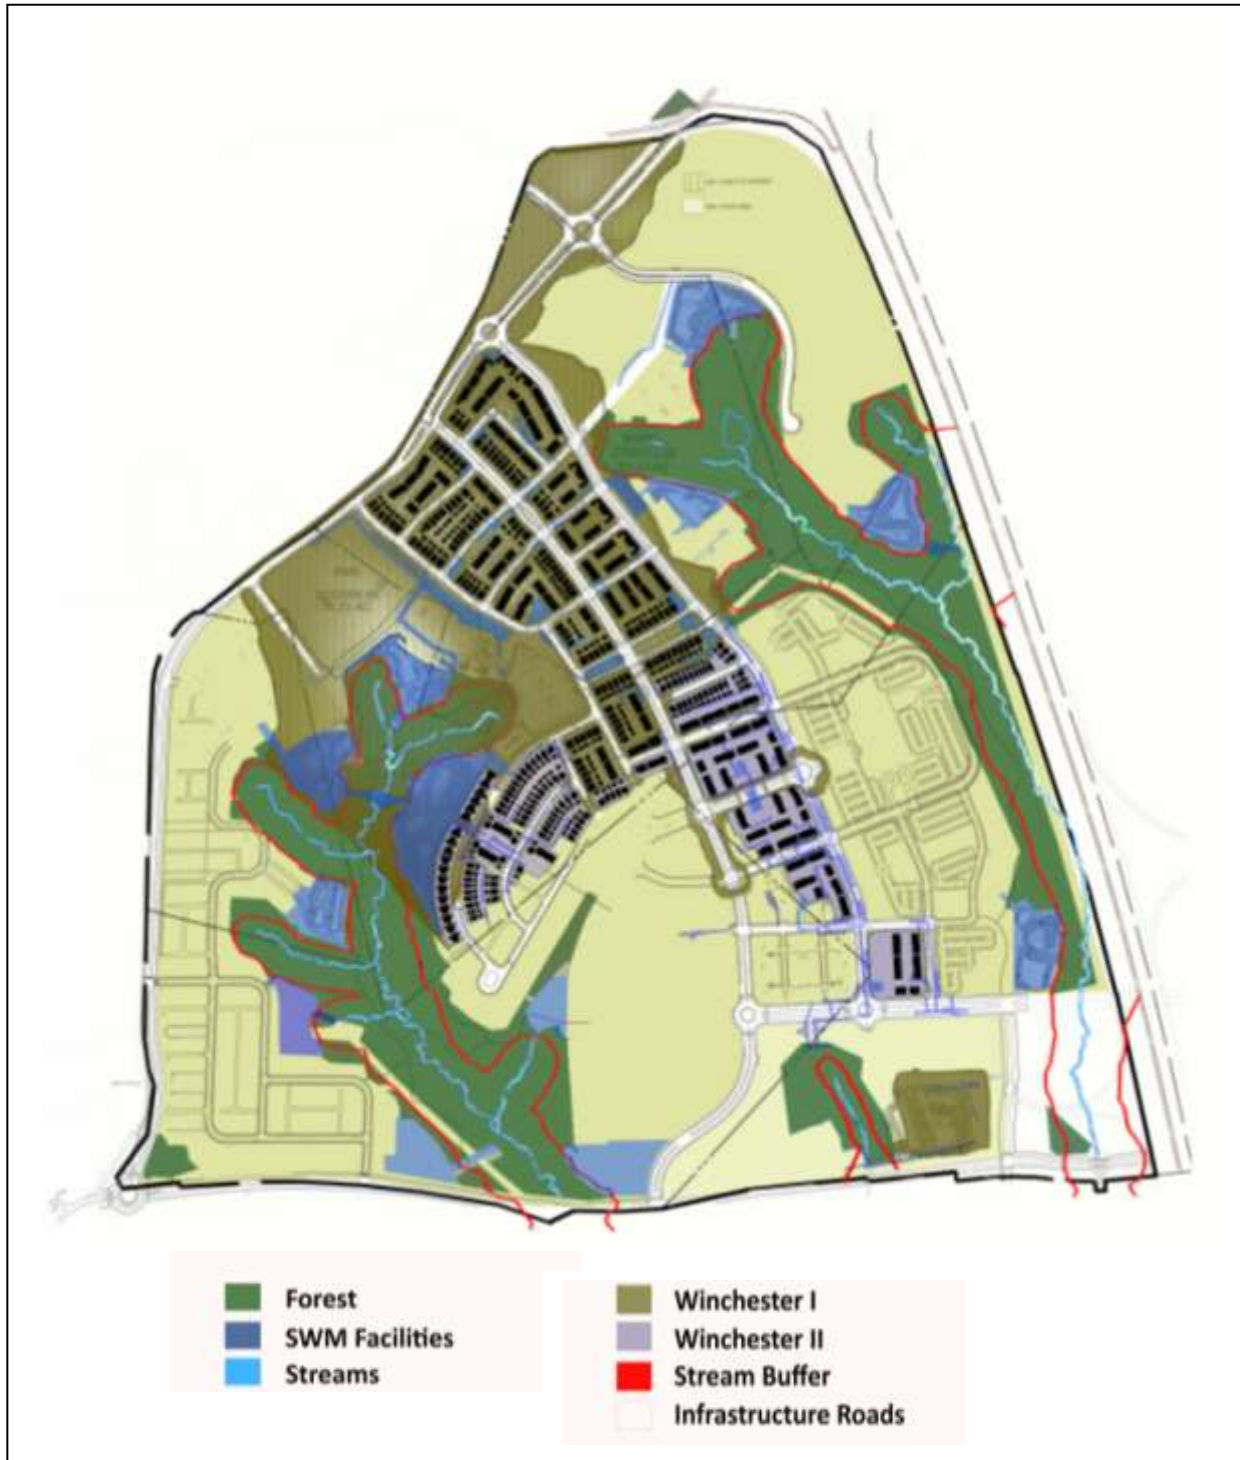 Forest
SWM Facilities
Streams
Winchester I
Winchester II
Stream Buffer
Infrastructure Roads